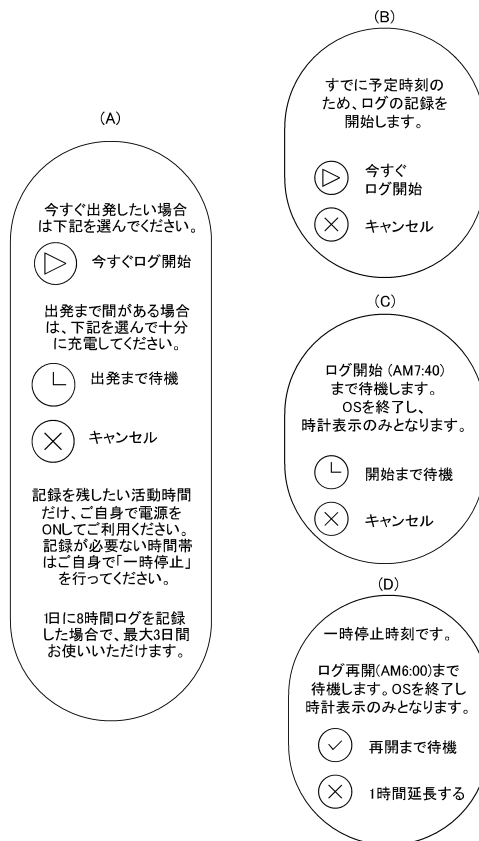 (A)
今すぐ出発したい場合
は下記を選んでください。
今すぐログ開始
出発まで間がある場合
は、下記を選んで十分
に充電してください。
出発まで待機
キャンセル
記録を残したい活動時間
だけ、ご自身で電源を
ONしてご利用ください。
記録が必要ない時間帯
はご自身で「一時停止」
を行ってください。
1日に8時間ログを記録
した場合で、最大3日間
お使いいただけます。
(B)
すでに予定時刻の
ため、ログの記録を
開始します。
今すぐ
ログ開始
キャンセル
(C)
ログ開始 (AM7:40)
まで待機します。
OSを終了し、
時計表示のみとなります。
開始まで待機
キャンセル
(D)
一時停止時刻です。
ログ再開(AM6:00)まで
待機します。OSを終了し
時計表示のみとなります。
再開まで待機
1時間延長する